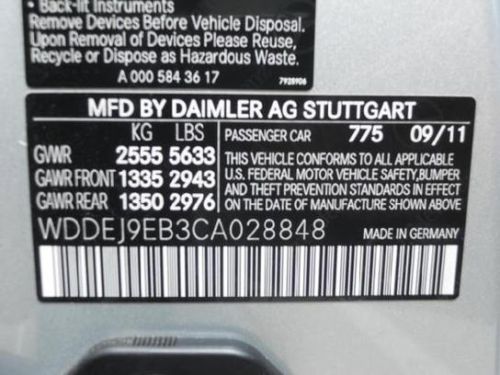 Back-lit Instruments
Remove Devices Before Vehicle Disposal.
Upon Removal of Devices Please Reuse,
Recycle or Dispose as Hazardous Waste.
A 000 584 36 17
7928906
MFD BY DAIMLER AG STUTTGART
KG LBS PASSENGER CAR 775 09/11
GVWR 2555 5633 THIS VEHICLE CONFORMS TO ALL APPLICABLE
GAWR FRONT 1335 2943 U.S. FEDERAL MOTOR VEHICLE SAFETY,BUMPER
AND THEFT PREVENTION STANDARDS IN EFFECT
GAWR REAR 1350 2976 ON THE DATE OF MANUFACTURE SHOWN ABOVE.
WDDEJ9EB3CA028848 MADE IN GERMANY